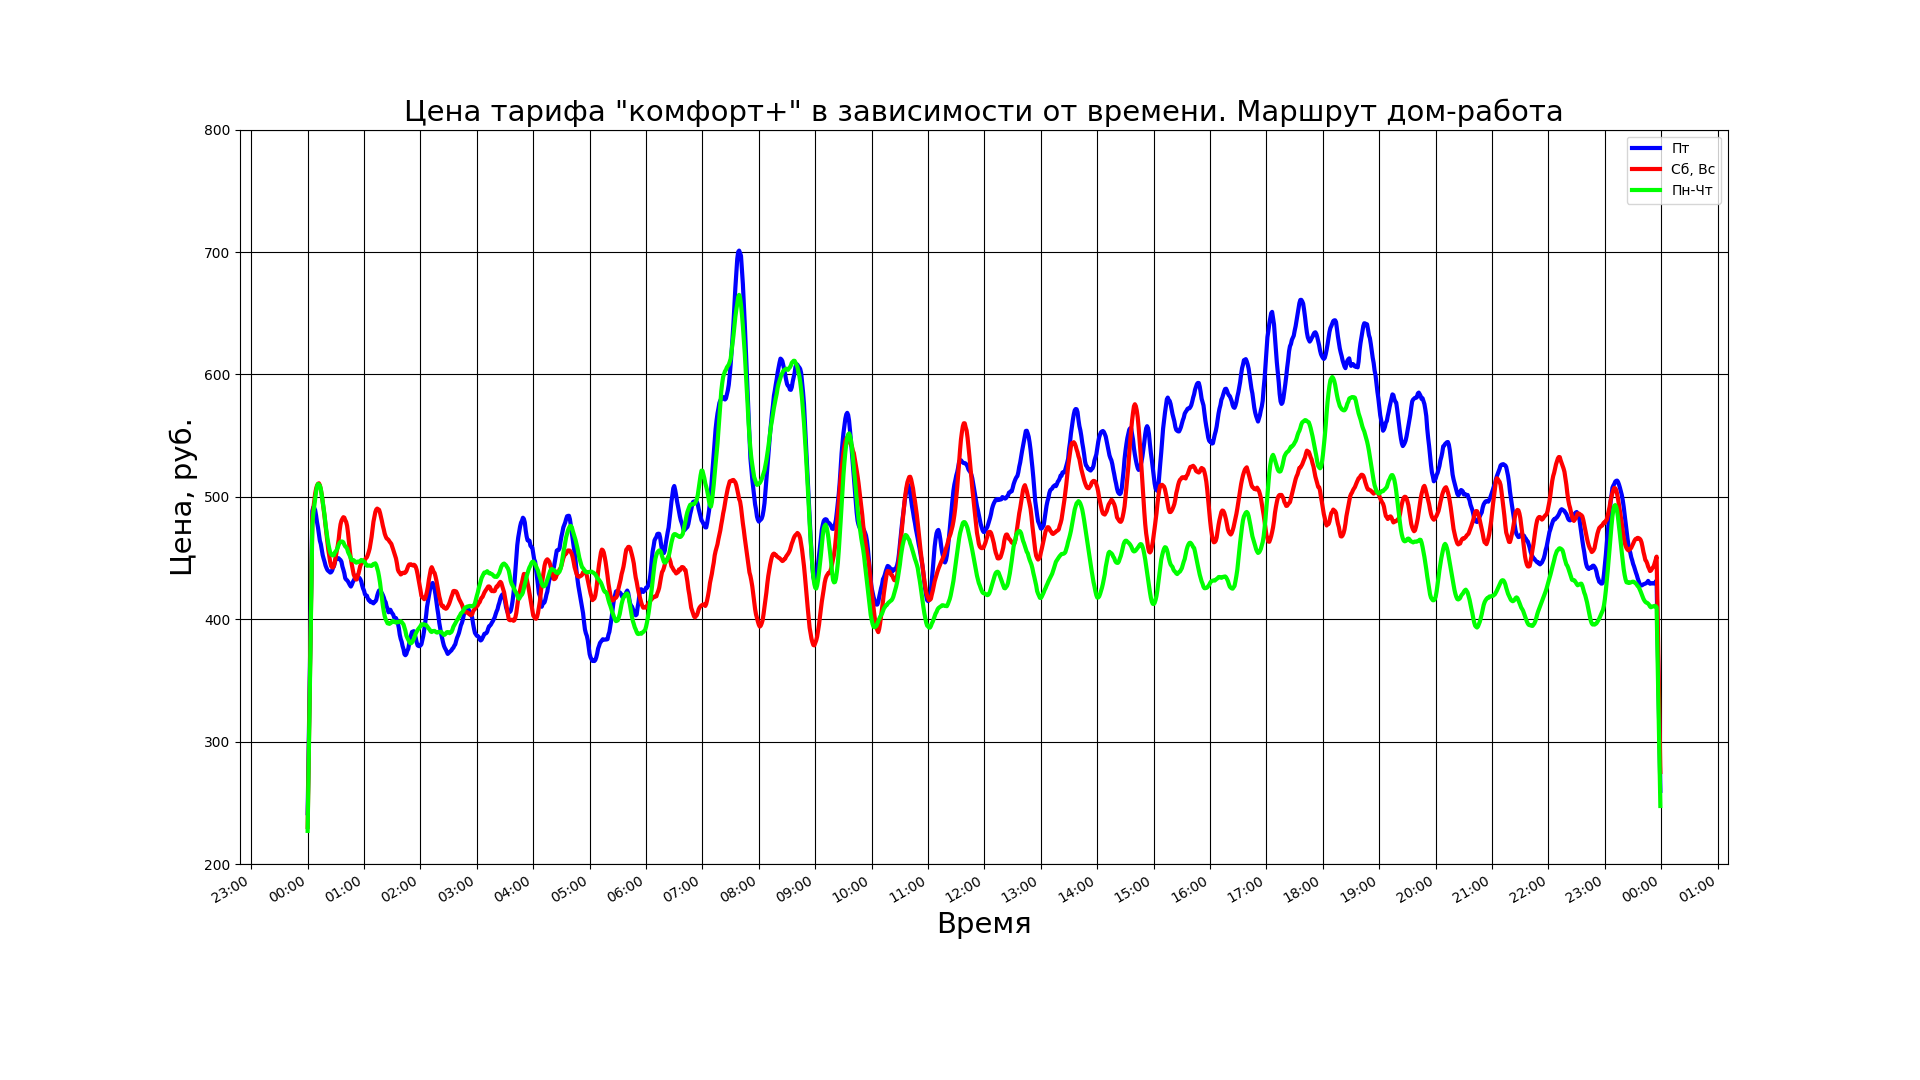 Цена тарифа "комфорт+" в зависимости от времени. Маршрут дом-работа
Пт
Сб, Вс
Пн-Чт
Цена, руб.
800
700
600
500
400
300
200
23:00 00:00 01:00 02:00 03:00 04:00 05:00 06:00 07:00 08:00 09:00 10:00 11:00 12:00 13:00 14:00 15:00 16:00 17:00 18:00 19:00 20:00 21:00 22:00 23:00 00:00 01:00
Время